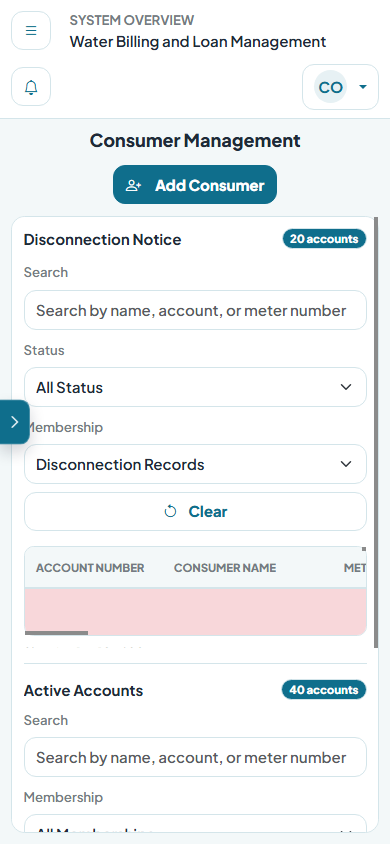 SYSTEM OVERVIEW
Water Billing and Loan Management
CO
Consumer Management
Add Consumer
Disconnection Notice
20 accounts
Search
Search by name, account, or meter number
Status
All Status
Membership
Disconnection Records
Clear
ACCOUNT NUMBER CONSUMER NAME MET
Active Accounts
40 accounts
Search
Search by name, account, or meter number
Membership